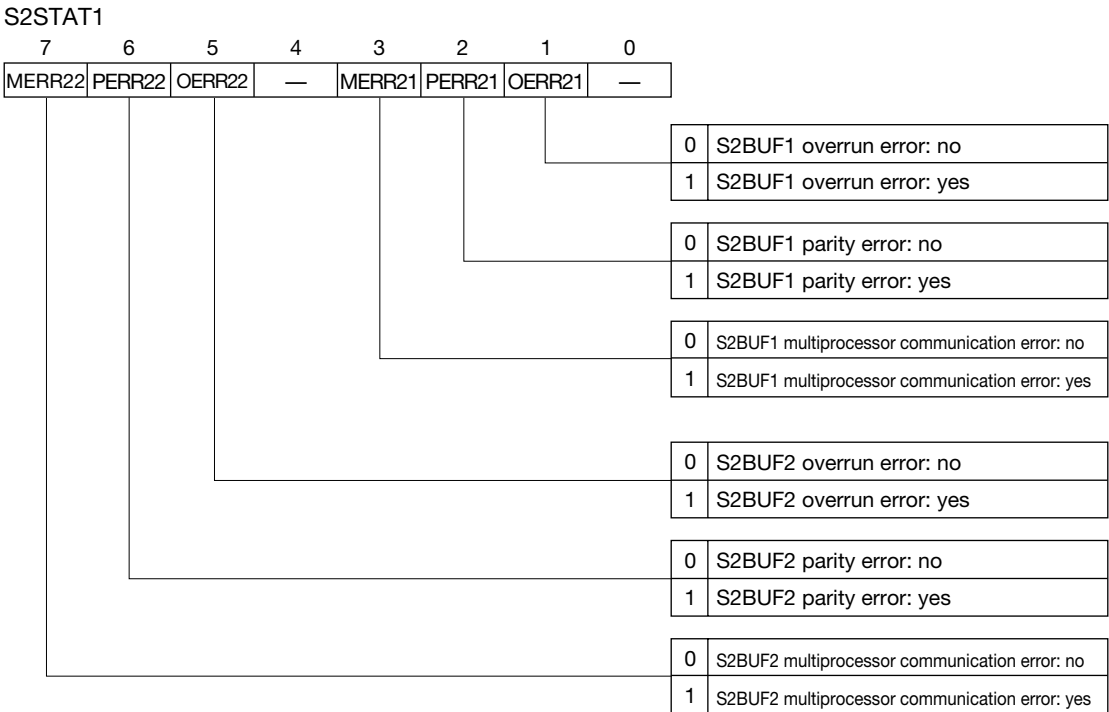 S2STAT1
7 6 5 4 3 2 1 0
MERR22 PERR22 OERR22 — MERR21 PERR21 OERR21 —
0 S2BUF1 overrun error: no
1 S2BUF1 overrun error: yes
0 S2BUF1 parity error: no
1 S2BUF1 parity error: yes
0 S2BUF1 multiprocessor communication error: no
1 S2BUF1 multiprocessor communication error: yes
0 S2BUF2 overrun error: no
1 S2BUF2 overrun error: yes
0 S2BUF2 parity error: no
1 S2BUF2 parity error: yes
0 S2BUF2 multiprocessor communication error: no
1 S2BUF2 multiprocessor communication error: yes